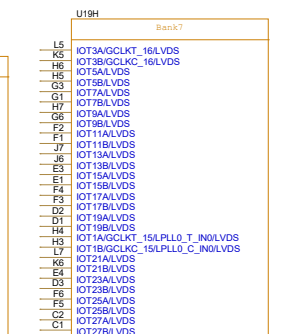 U19H
Bank7
L5 IOT3A/GCLKT_16/LVDS
K5 IOT3B/GCLKC_16/LVDS
H6 IOT5A/LVDS
H5 IOT5B/LVDS
G3 IOT7A/LVDS
G1 IOT7B/LVDS
H7 IOT9A/LVDS
G6 IOT9B/LVDS
F2 IOT11A/LVDS
F1 IOT11B/LVDS
J7 IOT13A/LVDS
J6 IOT13B/LVDS
E3 IOT15A/LVDS
E1 IOT15B/LVDS
F4 IOT17A/LVDS
F3 IOT17B/LVDS
D2 IOT19A/LVDS
D1 IOT19B/LVDS
H4 IOT1A/GCLKT_15/LPLL0_T_IN0/LVDS
H3 IOT1B/GCLKC_15/LPLL0_C_IN0/LVDS
L7 IOT21A/LVDS
K6 IOT21B/LVDS
E4 IOT23A/LVDS
D3 IOT23B/LVDS
F6 IOT25A/LVDS
F5 IOT25B/LVDS
C2 IOT27A/LVDS
C1 IOT27B/LVDS